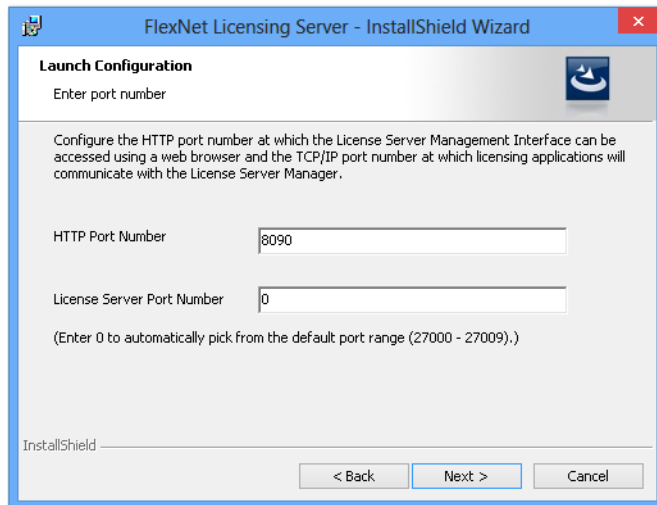 FlexNet Licensing Server - InstallShield Wizard
Launch Configuration
Enter port number
Configure the HTTP port number at which the License Server Management Interface can be
accessed using a web browser and the TCP/IP port number at which licensing applications will
communicate with the License Server Manager.
HTTP Port Number
8090
License Server Port Number
0
(Enter 0 to automatically pick from the default port range (27000 - 27009).)
InstallShield
< Back
Next >
Cancel